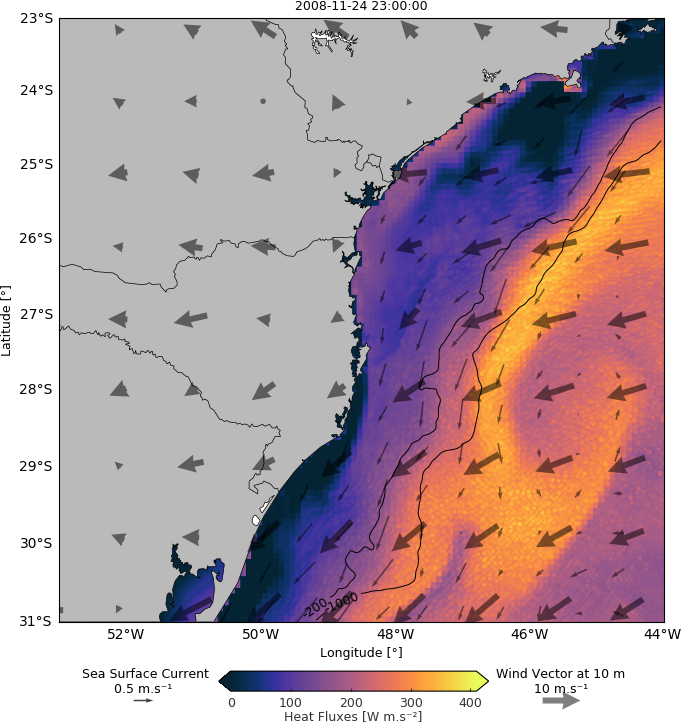 2008-11-24 23:00:00
23°S
24°S
25°S
26°S
27°S
28°S
29°S
30°S
31°S
Latitude [°]
-200
-1000
52°W 50°W 48°W 46°W 44°W
Longitude [°]
Sea Surface Current
0.5 m.s⁻¹
Wind Vector at 10 m
10 m.s⁻¹
0 100 200 300 400
Heat Fluxes [W m.s⁻²]